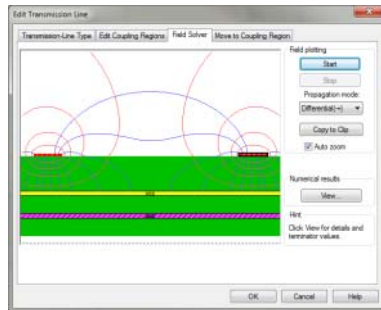 Edit Transmission Line
Transmission-Line Type
Edit Coupling Regions
Field Solver
Move to Coupling Region
Field plotting
Start
Stop
Propagation mode:
Differential(+-)
Copy to Clip
Auto zoom
Numerical results
View...
Hint
Click View for details and
terminator values.
OK
Cancel
Help